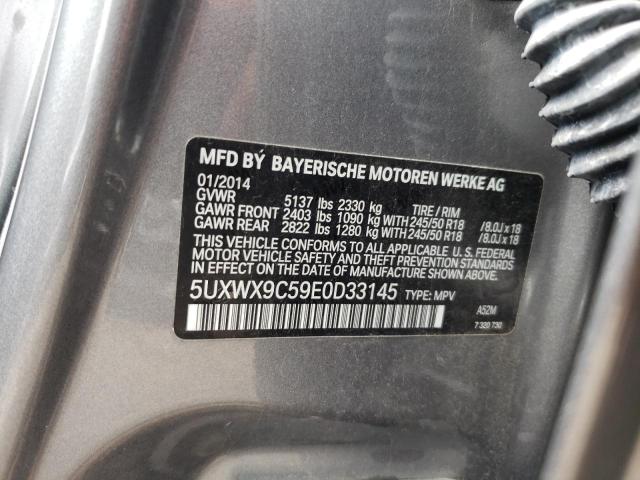 MFD BY BAYERISCHE MOTOREN WERKE AG
01/2014
GVWR 5137 lbs 2330 kg TIRE / RIM
GAWR FRONT 2403 lbs 1090 kg WITH 245/50 R18 /8.0J x 18
GAWR REAR 2822 lbs 1280 kg WITH 245/50 R18 /8.0J x 18
THIS VEHICLE CONFORMS TO ALL APPLICABLE U. S. FEDERAL
MOTOR VEHICLE SAFETY AND THEFT PREVENTION STANDARDS
IN EFFECT ON THE DATE OF MANUFACTURE SHOWN ABOVE.
5UXWX9C59E0D33145 TYPE: MPV
A52M
7 320 730